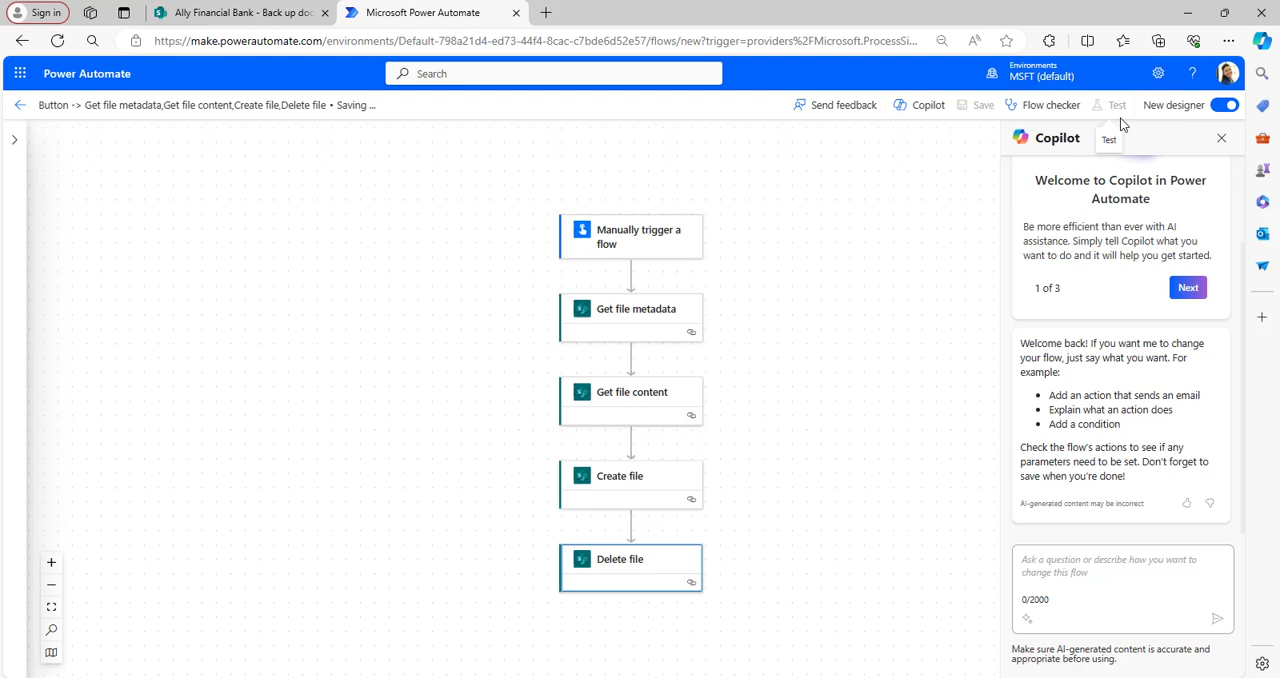 Sign in
Ally Financial Bank - Back up doc
Microsoft Power Automate
https://make.powerautomate.com/environments/Default-798a21d4-ed73-44f4-8cac-c7bde6d52e57/flows/new?trigger=providers%2FMicrosoft.ProcessSi...
Power Automate
Search
Environments
MSFT (default)
Button -> Get file metadata,Get file content,Create file,Delete file • Saving ...
Send feedback
Copilot
Save
Flow checker
Test
New designer
Copilot
Test
Welcome to Copilot in Power
Automate
Be more efficient than ever with AI
assistance. Simply tell Copilot what you
want to do and it will help you get started.
1 of 3
Next
Manually trigger a
flow
Get file metadata
Get file content
Create file
Delete file
Welcome back! If you want me to change
your flow, just say what you want. For
example:
• Add an action that sends an email
• Explain what an action does
• Add a condition
Check the flow's actions to see if any
parameters need to be set. Don't forget to
save when you're done!
AI-generated content may be incorrect
Ask a question or describe how you want to
change this flow
0/2000
Make sure AI-generated content is accurate and
appropriate before using.